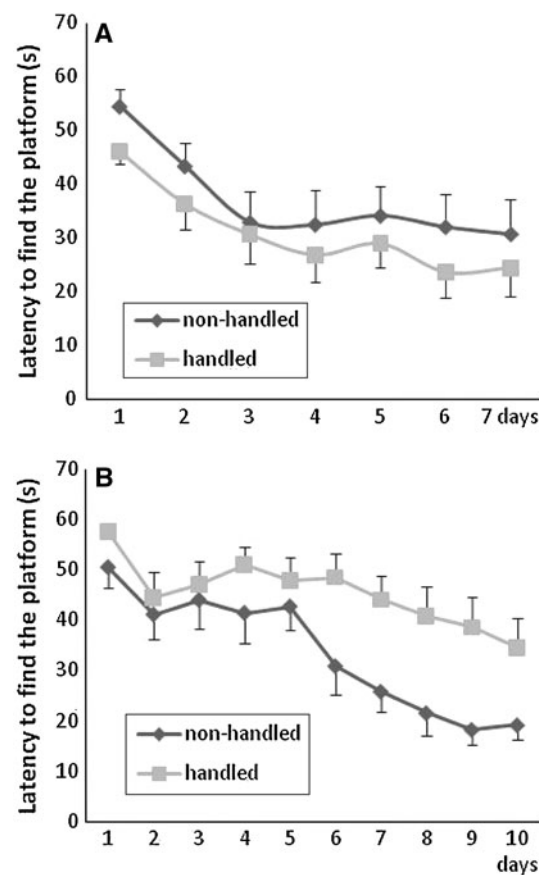 A
Latency to find the platform (s)
70
60
50
40
30
20
10
0
non-handled
handled
1 2 3 4 5 6 7 days
B
Latency to find the platform (s)
70
60
50
40
30
20
10
0
non-handled
handled
1 2 3 4 5 6 7 8 9 10
days